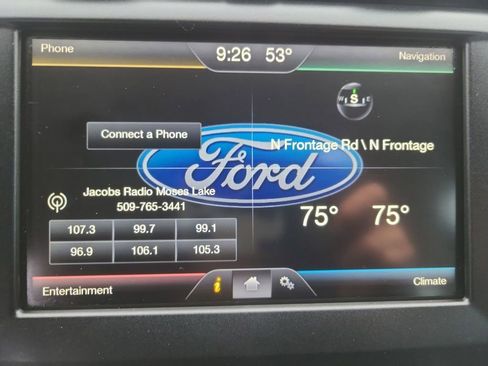 Phone
9:26 53°
Navigation
W S E
Connect a Phone
N Frontage Rd \ N Frontage
Ford
Jacobs Radio Moses Lake
509-765-3441
75° 75°
107.3 99.7 99.1
96.9 106.1 105.3
Entertainment
i
Climate